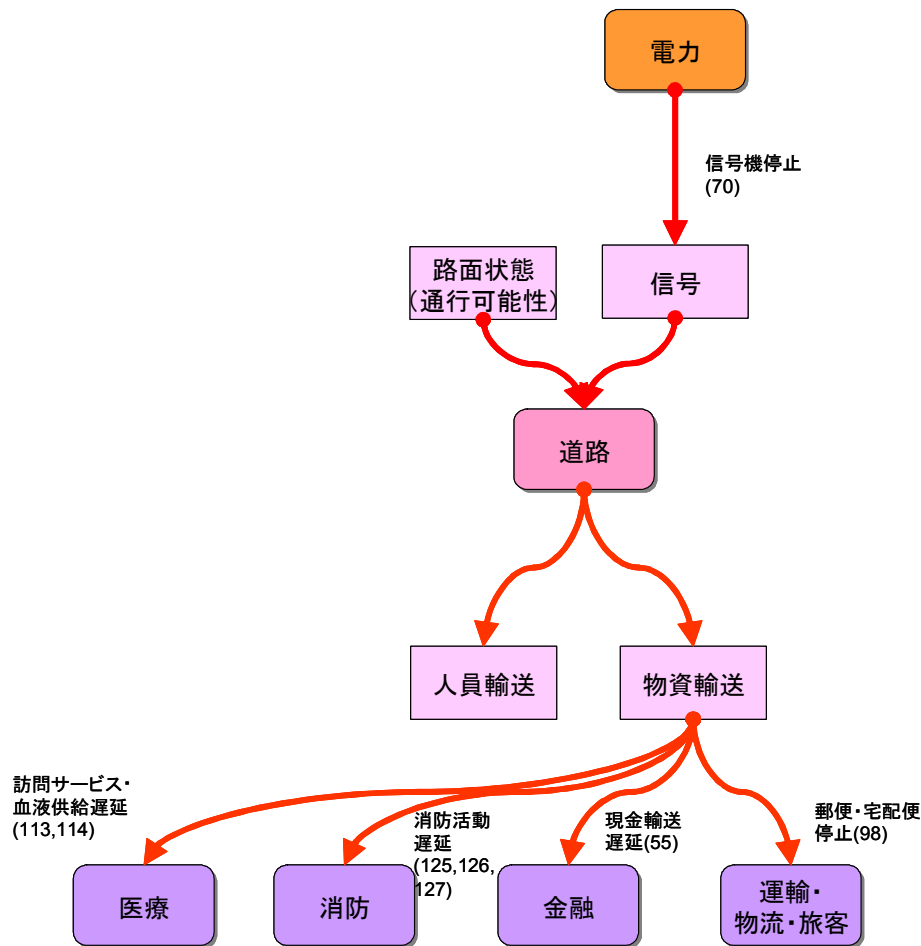 電力
信号機停止
(70)
路面状態
(通行可能性)
信号
道路
人員輸送
物資輸送
訪問サービス・
血液供給遅延
(113,114)
消防活動
遅延
(125,126,
127)
現金輸送
遅延(55)
郵便・宅配便
停止(98)
医療
消防
金融
運輸・
物流・旅客